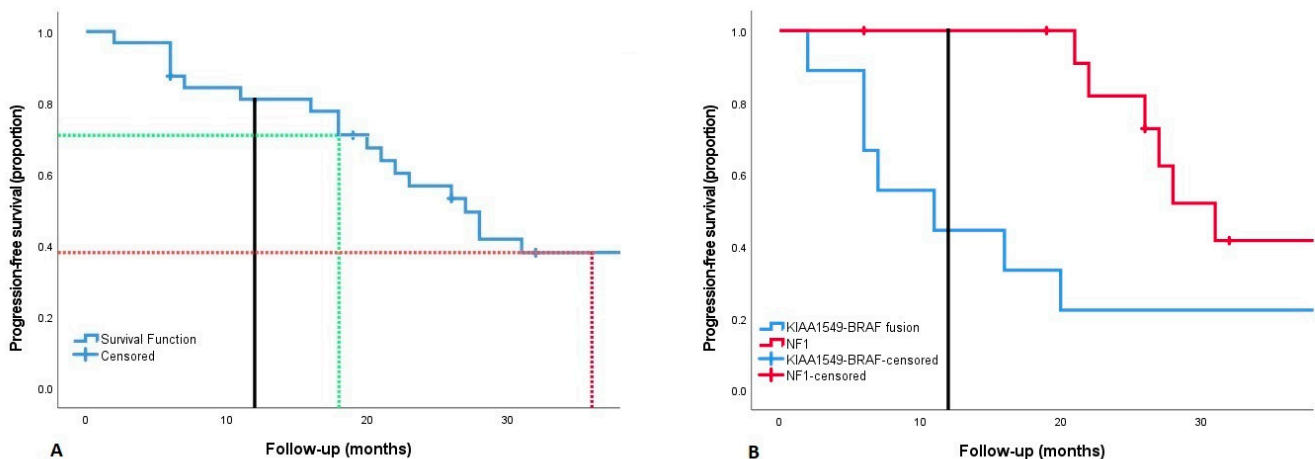 Progression-free survival (proportion)
1.0
0.8
0.6
0.4
0.2
0.0
Survival Function
Censored
0
10
20
30
Follow-up (months)
A
Progression-free survival (proportion)
1.0
0.8
0.6
0.4
0.2
0.0
KIAA1549-BRAF fusion
NF1
KIAA1549-BRAF-censored
NF1-censored
0
10
20
30
Follow-up (months)
B